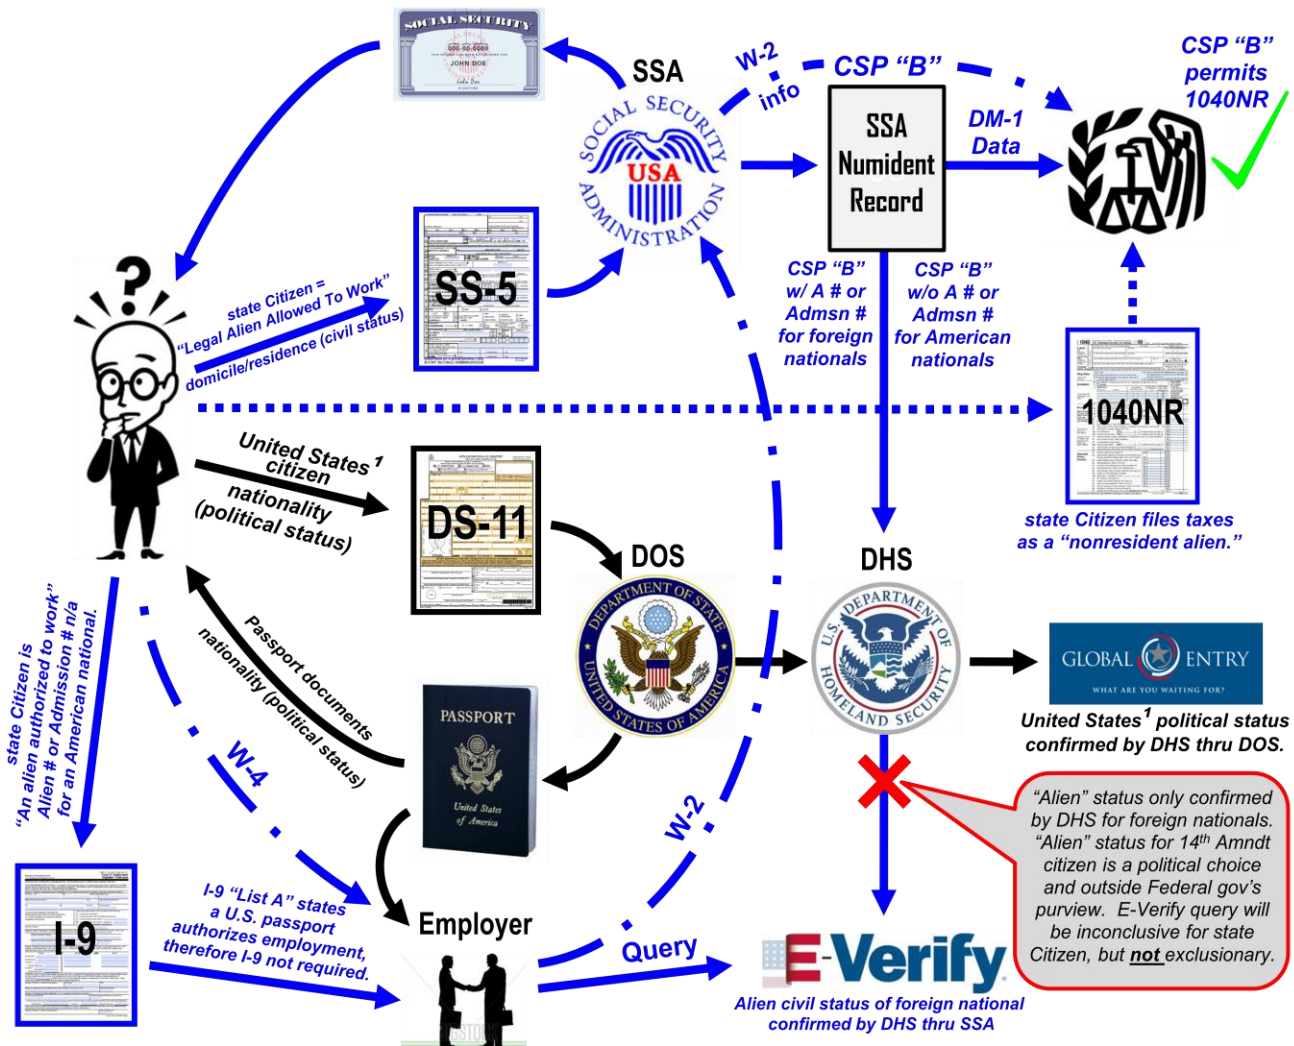 SOCIAL SECURITY
000-00-0000
JOHN DOE
SSA
SOCIAL SECURITY ADMINISTRATION
USA
W-2
info
CSP “B”
CSP “B”
permits
1040NR
SSA
Numident
Record
DM-1
Data
SS-5
state Citizen =
“Legal Alien Allowed To Work”
domicile/residence (civil status)
CSP “B”
w/ A # or
Admsn #
for foreign
nationals
CSP “B”
w/o A # or
Admsn #
for American
nationals
1040NR
state Citizen files taxes
as a “nonresident alien.”
?
United States¹
citizen
nationality
(political status)
DS-11
DOS
DEPARTMENT OF STATE
UNITED STATES OF AMERICA
DHS
U.S. DEPARTMENT OF
HOMELAND SECURITY
GLOBAL ENTRY
WHAT ARE YOU WAITING FOR?
United States¹ political status
confirmed by DHS thru DOS.
Passport documents
nationality (political status)
PASSPORT
United States
of America
state Citizen is
“An alien authorized to work”
Alien # or Admission # n/a
for an American national.
W-4
W-2
I-9
I-9 “List A” states
a U.S. passport
authorizes employment,
therefore I-9 not required.
Employer
Query
E-Verify
Alien civil status of foreign national
confirmed by DHS thru SSA
“Alien” status only confirmed
by DHS for foreign nationals.
“Alien” status for 14th Amndt
citizen is a political choice
and outside Federal gov’s
purview. E-Verify query will
be inconclusive for state
Citizen, but not exclusionary.